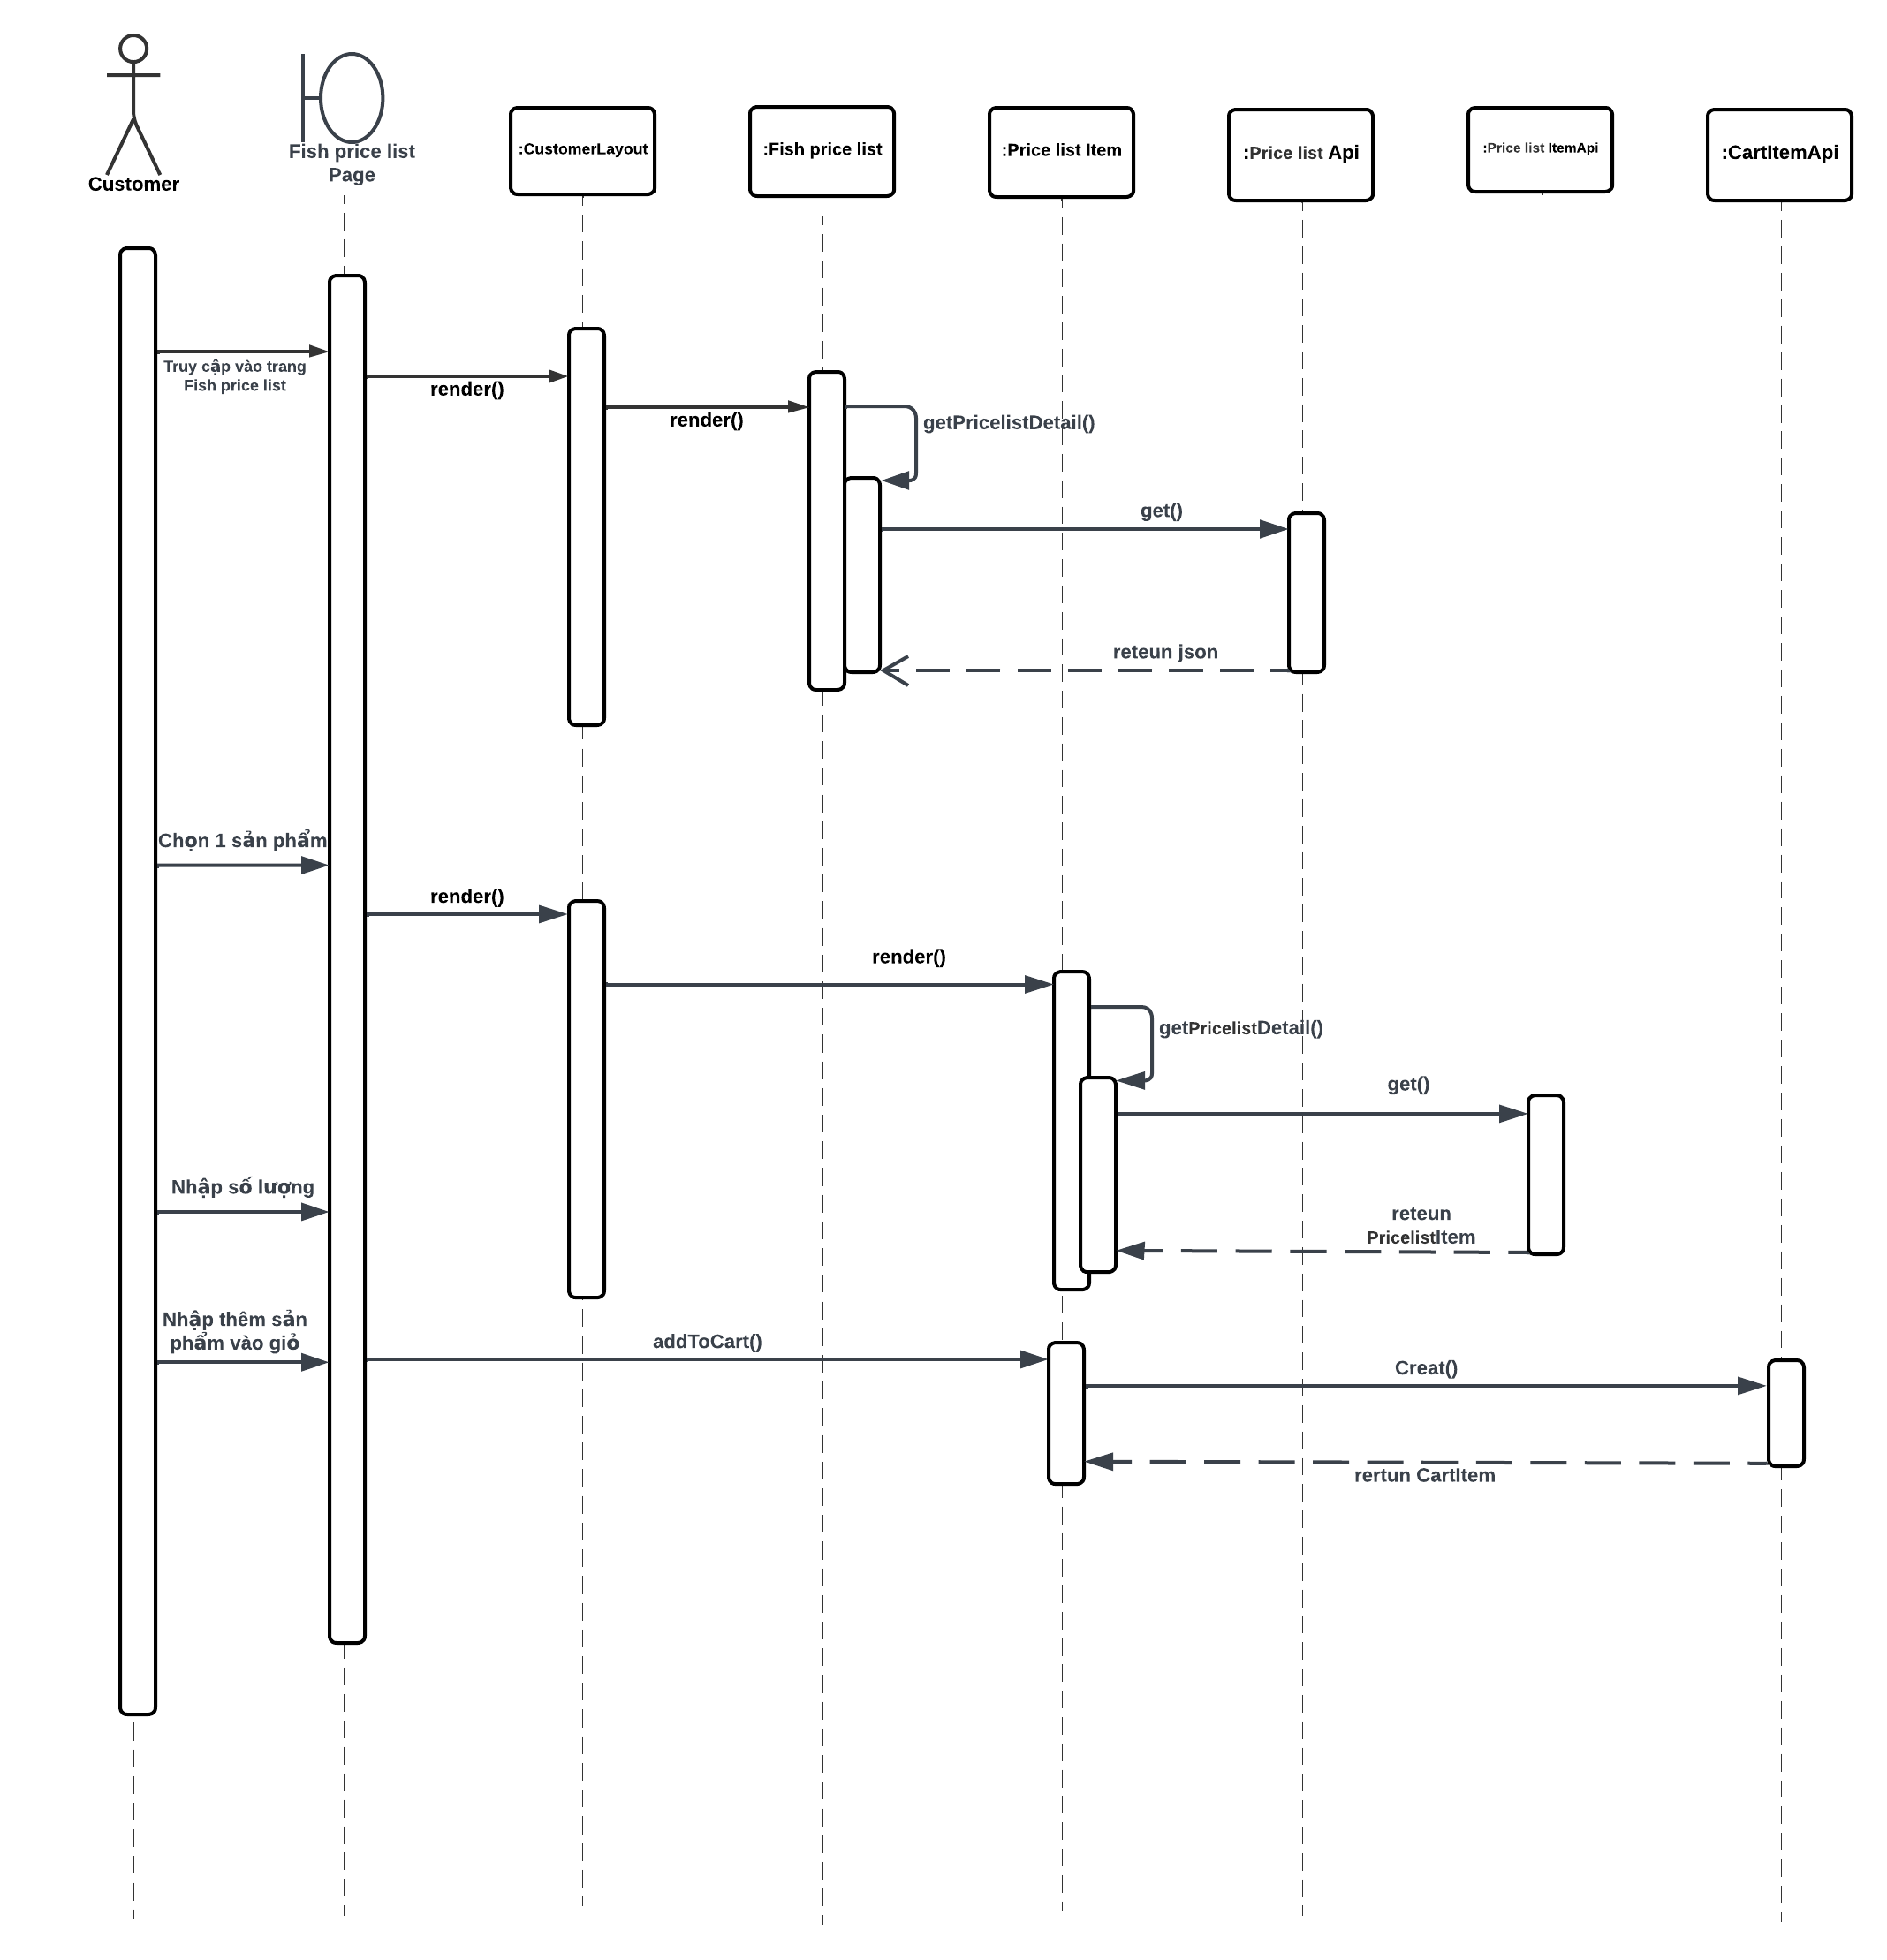 Customer
Fish price list
Page
:CustomerLayout
:Fish price list
:Price list Item
:Price list Api
:Price list ItemApi
:CartItemApi
Truy cập vào trang
Fish price list
render()
render()
getPricelistDetail()
get()
reteun json
Chọn 1 sản phẩm
render()
render()
getPricelistDetail()
get()
Nhập số lượng
reteun
PricelistItem
Nhập thêm sản
phẩm vào giỏ
addToCart()
Creat()
rertun CartItem